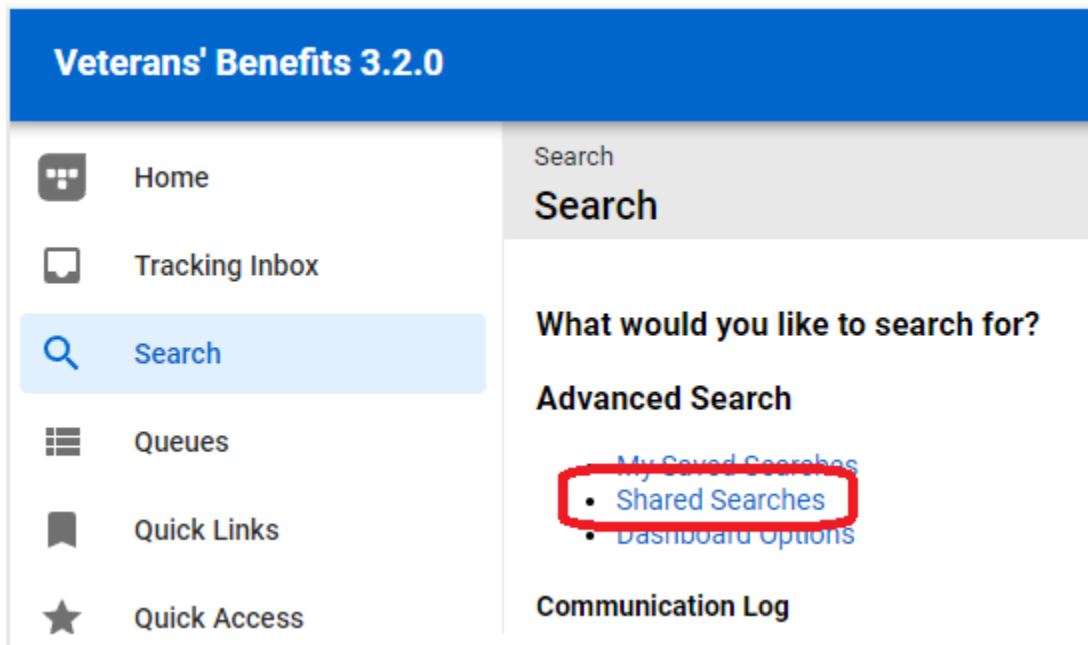 Veterans' Benefits 3.2.0
Home
Tracking Inbox
Search
Queues
Quick Links
Quick Access
Search
Search
What would you like to search for?
Advanced Search
My Saved Searches
Shared Searches
Dashboard Options
Communication Log